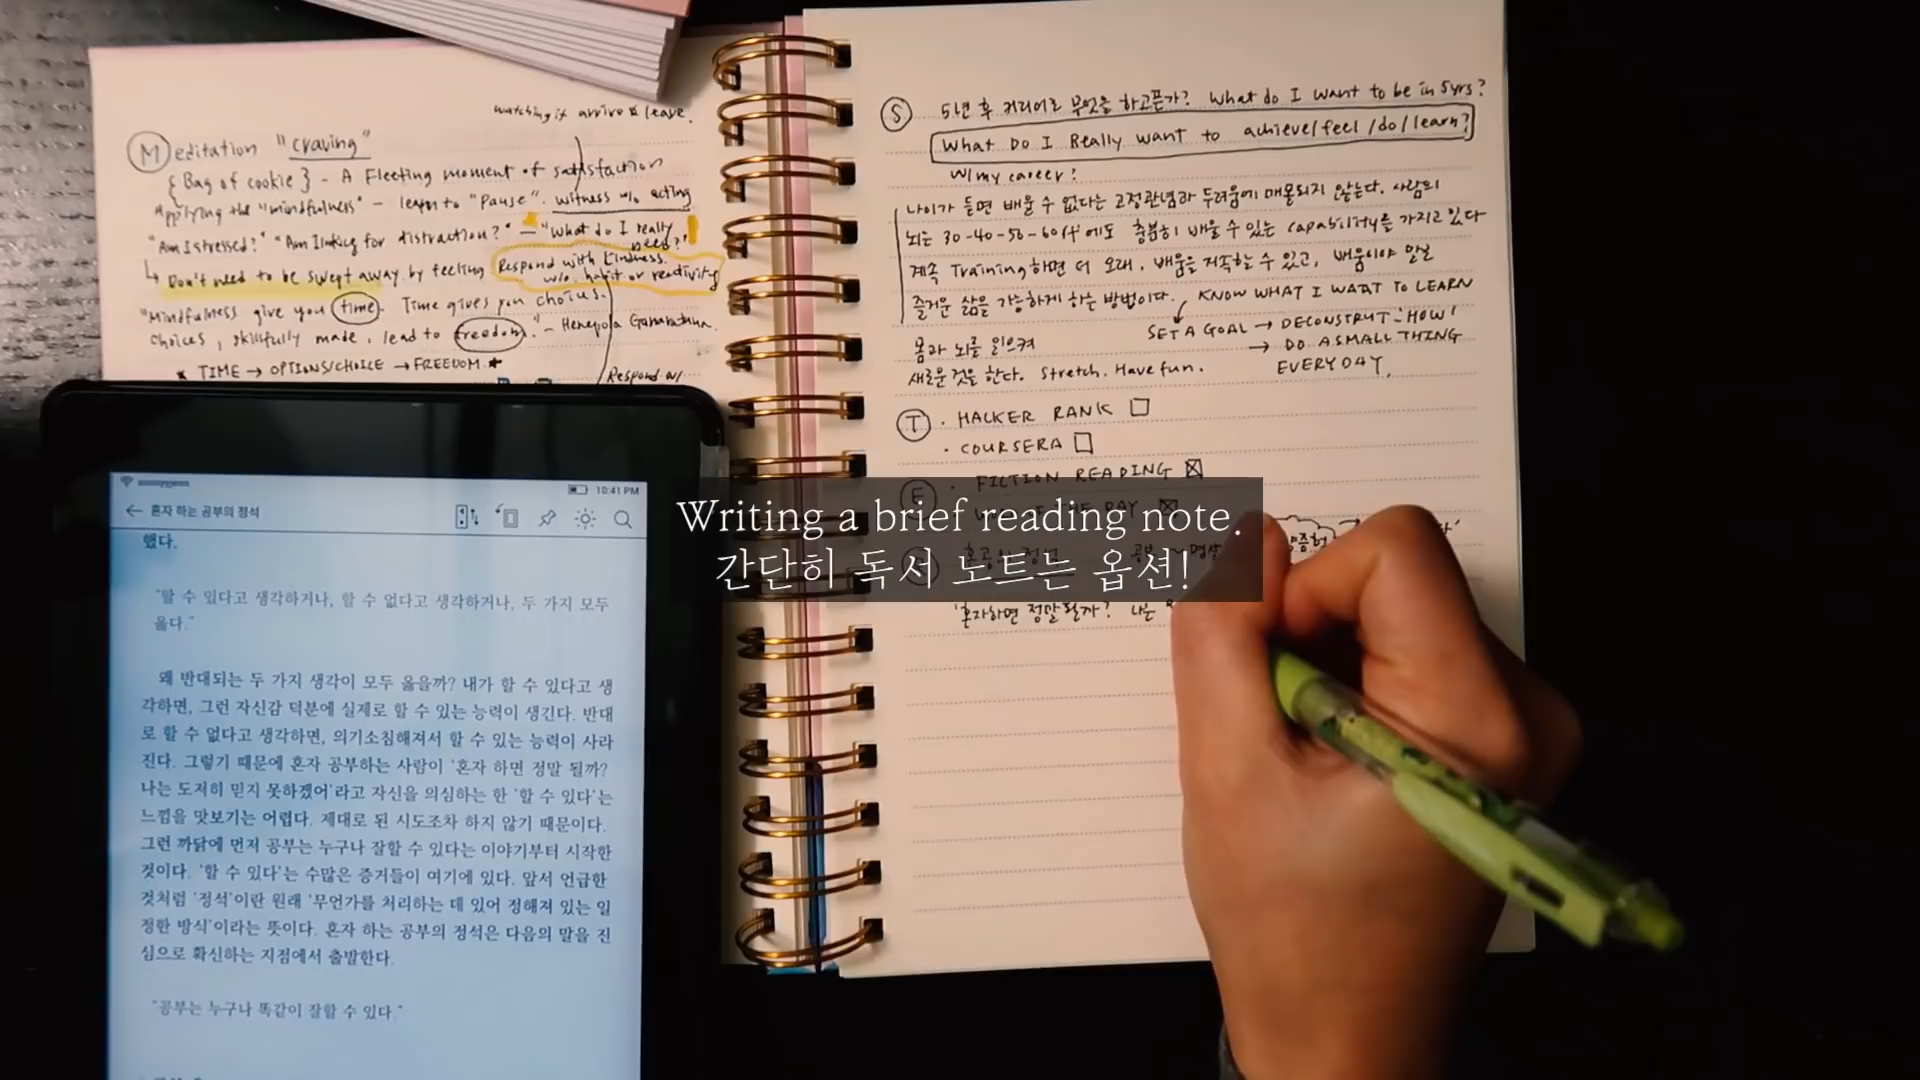 watching it arrive & leave.
Meditation "craving"
{Bag of cookie} - A Fleeting moment of satisfaction
Applying the "mindfulness" - learn to "Pause". witness w/o acting
"Am I stressed?" "Am I looking for distraction?" - "What do I really need?"
Don't need to be swept away by feeling
Respond with kindness.
w/o. habit or reactivity
"Mindfulness give you time. Time gives you choices.
Choices, skillfully made, lead to freedom." - Henepola Gunaratana.
★ TIME → OPTIONS/CHOICE → FREEDOM ★
Respond w/
10:41 PM
← 혼자 하는 공부의 정석
했다.
"할 수 있다고 생각하거나, 할 수 없다고 생각하거나, 두 가지 모두
옳다."
왜 반대되는 두 가지 생각이 모두 옳을까? 내가 할 수 있다고 생
각하면, 그런 자신감 덕분에 실제로 할 수 있는 능력이 생긴다. 반대
로 할 수 없다고 생각하면, 의기소침해져서 할 수 있는 능력이 사라
진다. 그렇기 때문에 혼자 공부하는 사람이 '혼자 하면 정말 될까?
나는 도저히 믿지 못하겠어'라고 자신을 의심하는 한 '할 수 있다'는
느낌을 맛보기는 어렵다. 제대로 된 시도조차 하지 않기 때문이다.
그런 까닭에 먼저 공부는 누구나 잘할 수 있다는 이야기부터 시작한
것이다. '할 수 있다'는 수많은 증거들이 여기에 있다. 앞서 언급한
것처럼 '정석'이란 원래 '무언가를 처리하는 데 있어 정해져 있는 일
정한 방식'이라는 뜻이다. 혼자 하는 공부의 정석은 다음의 말을 진
심으로 확신하는 지점에서 출발한다.
"공부는 누구나 똑같이 잘할 수 있다."
S 5년 후 커리어로 무엇을 하고픈가? What do I want to be in 5yrs?
What Do I Really want to achieve/feel/do/learn?
w/my career?
나이가 들면 배울 수 없다는 고정관념과 두려움에 매몰되지 않는다. 사람의
뇌는 30-40-50-60대에도 충분히 배울 수 있는 capability를 가지고 있다
계속 Training하면 더 오래, 배움을 지속할 수 있고, 배움이야 말로
즐거운 삶을 가능하게 하는 방법이다.
KNOW WHAT I WANT TO LEARN
SET A GOAL → DECONSTRUT - 'HOW'
→ DO A SMALL THING
EVERYDAY.
몸과 뇌를 일으켜
새로운 것을 한다. Stretch. Have fun.
T · HACKER RANK
· COURSERA
· FICTION READING
E
Writing a brief reading note.
간단히 독서 노트는 옵션!
'혼자하면 정말 될까? 나는